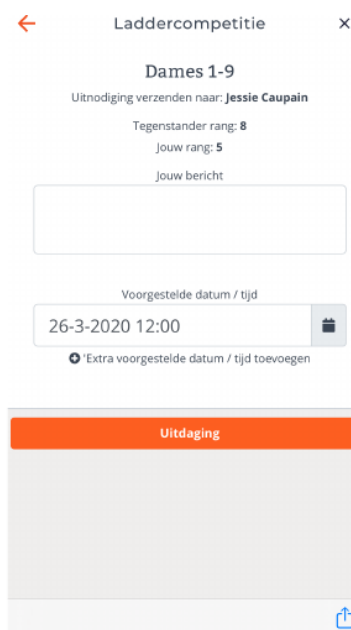 Laddercompetitie
Dames 1-9
Uitnodiging verzenden naar: Jessie Caupain
Tegenstander rang: 8
Jouw rang: 5
Jouw bericht
Voorgestelde datum / tijd
26-3-2020 12:00
'Extra voorgestelde datum / tijd toevoegen
Uitdaging